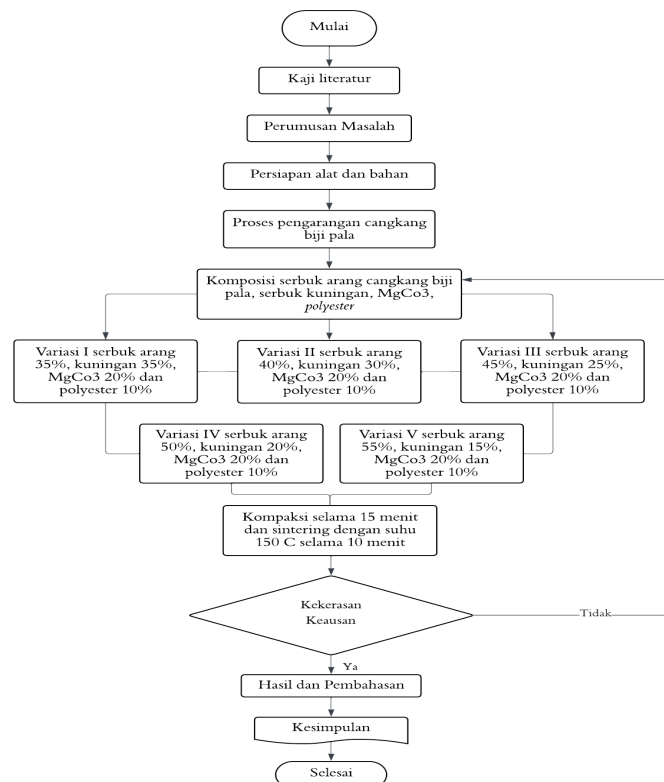 Mulai
Kaji literatur
Perumusan Masalah
Persiapan alat dan bahan
Proses pengarangan cangkang
biji pala
Komposisi serbuk arang cangkang biji
pala, serbuk kuningan, MgCo3,
polyester
Variasi I serbuk arang
35%, kuningan 35%,
MgCo3 20% dan
polyester 10%
Variasi II serbuk arang
40%, kuningan 30%,
MgCo3 20% dan
polyester 10%
Variasi III serbuk arang
45%, kuningan 25%,
MgCo3 20% dan
polyester 10%
Variasi IV serbuk arang
50%, kuningan 20%,
MgCo3 20% dan
polyester 10%
Variasi V serbuk arang
55%, kuningan 15%,
MgCo3 20% dan
polyester 10%
Kompaksi selama 15 menit
dan sintering dengan suhu
150 C selama 10 menit
Kekerasan
Keausan
Tidak
Ya
Hasil dan Pembahasan
Kesimpulan
Selesai